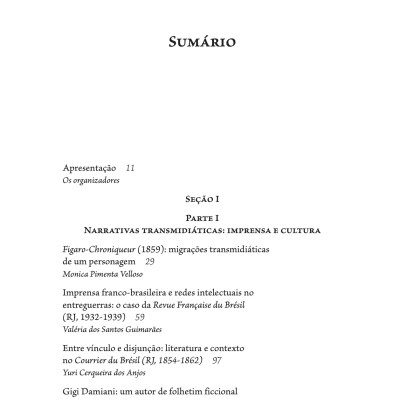 Sumário
Apresentação 11
Os organizadores
Seção I
Parte I
Narrativas transmidiáticas: imprensa e cultura
Figaro-Chroniqueur (1859): migrações transmidiáticas
de um personagem 29
Monica Pimenta Velloso
Imprensa franco-brasileira e redes intelectuais no
entreguerras: o caso da Revue Française du Brésil
(RJ, 1932-1939) 59
Valéria dos Santos Guimarães
Entre vínculo e disjunção: literatura e contexto
no Courrier du Brésil (RJ, 1854-1862) 97
Yuri Cerqueira dos Anjos
Gigi Damiani: um autor de folhetim ficcional